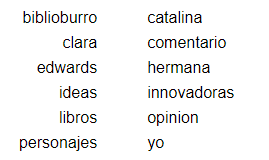 biblioburro catalina
clara comentario
edwards hermana
ideas innovadoras
libros opinion
personajes yo